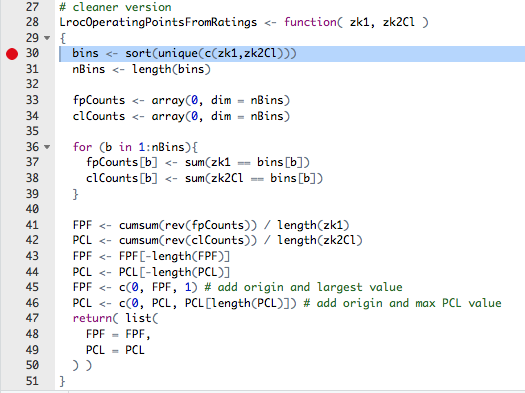 27 # cleaner version
28 LrocOperatingPointsFromRatings <- function( zk1, zk2Cl )
29 {
30 bins <- sort(unique(c(zk1,zk2Cl)))
31 nBins <- length(bins)
32
33 fpCounts <- array(0, dim = nBins)
34 clCounts <- array(0, dim = nBins)
35
36 for (b in 1:nBins){
37 fpCounts[b] <- sum(zk1 == bins[b])
38 clCounts[b] <- sum(zk2Cl == bins[b])
39 }
40
41 FPF <- cumsum(rev(fpCounts)) / length(zk1)
42 PCL <- cumsum(rev(clCounts)) / length(zk2Cl)
43 FPF <- FPF[-length(FPF)]
44 PCL <- PCL[-length(PCL)]
45 FPF <- c(0, FPF, 1) # add origin and largest value
46 PCL <- c(0, PCL, PCL[length(PCL)]) # add origin and max PCL value
47 return( list(
48 FPF = FPF,
49 PCL = PCL
50 ) )
51 }